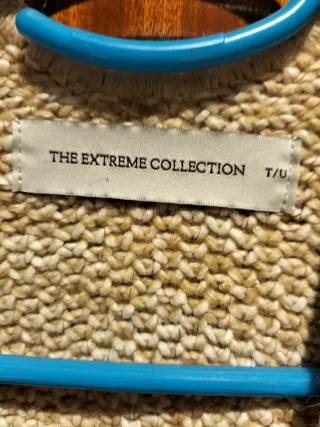 THE EXTREME COLLECTION T/U